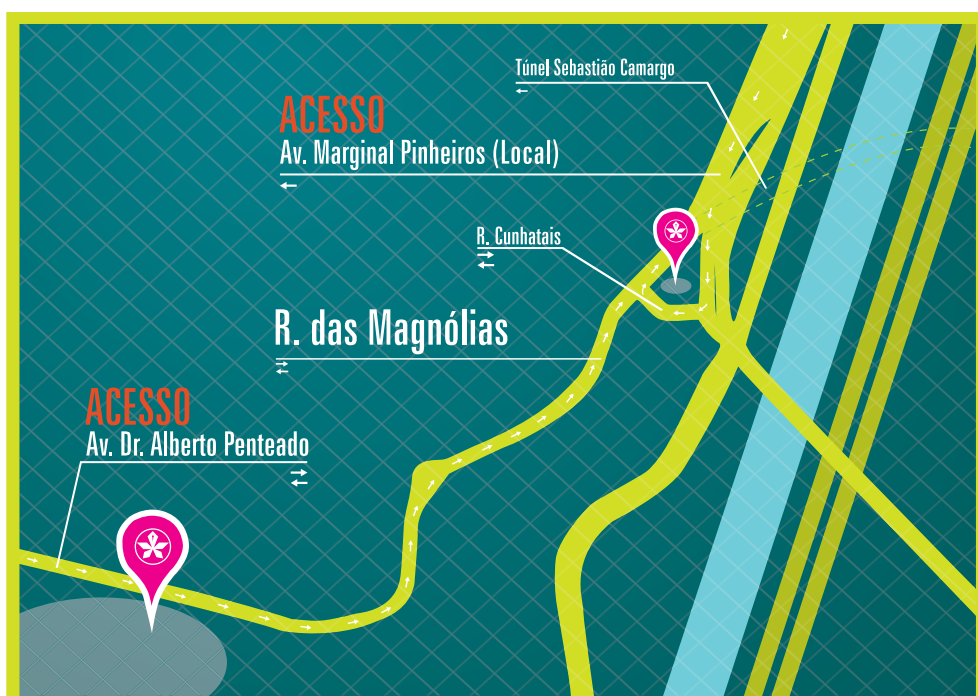 Túnel Sebastião Camargo
ACESSO
Av. Marginal Pinheiros (Local)
R. Cunhatais
R. das Magnólias
ACESSO
Av. Dr. Alberto Penteado